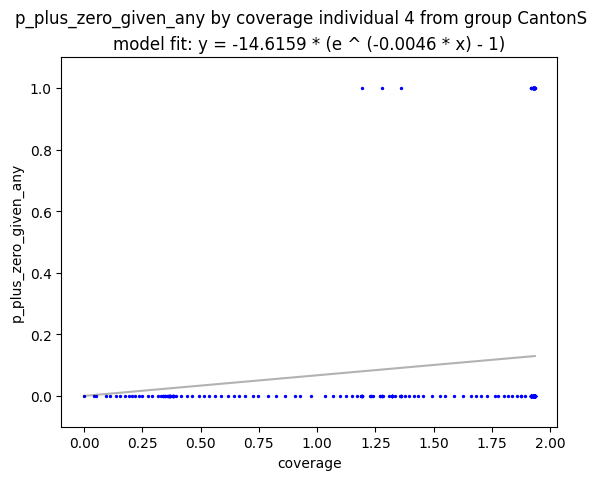 p_plus_zero_given_any by coverage individual 4 from group CantonS
model fit: y = -14.6159 * (e ^ (-0.0046 * x) - 1)
p_plus_zero_given_any
1.0
0.8
0.6
0.4
0.2
0.0
0.00 0.25 0.50 0.75 1.00 1.25 1.50 1.75 2.00
coverage